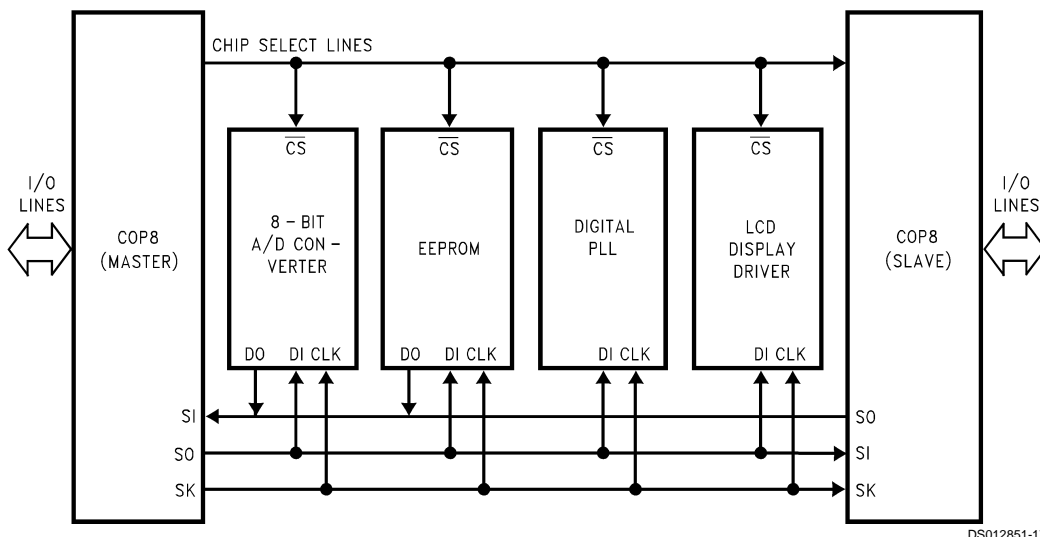 CHIP SELECT LINES
CS
CS
CS
CS
I/O
LINES
COP8
(MASTER)
8 – BIT
A/D CON –
VERTER
EEPROM
DIGITAL
PLL
LCD
DISPLAY
DRIVER
COP8
(SLAVE)
I/O
LINES
DO DI CLK
DO DI CLK
DI CLK
DI CLK
SI
SO
SO
SI
SK
SK